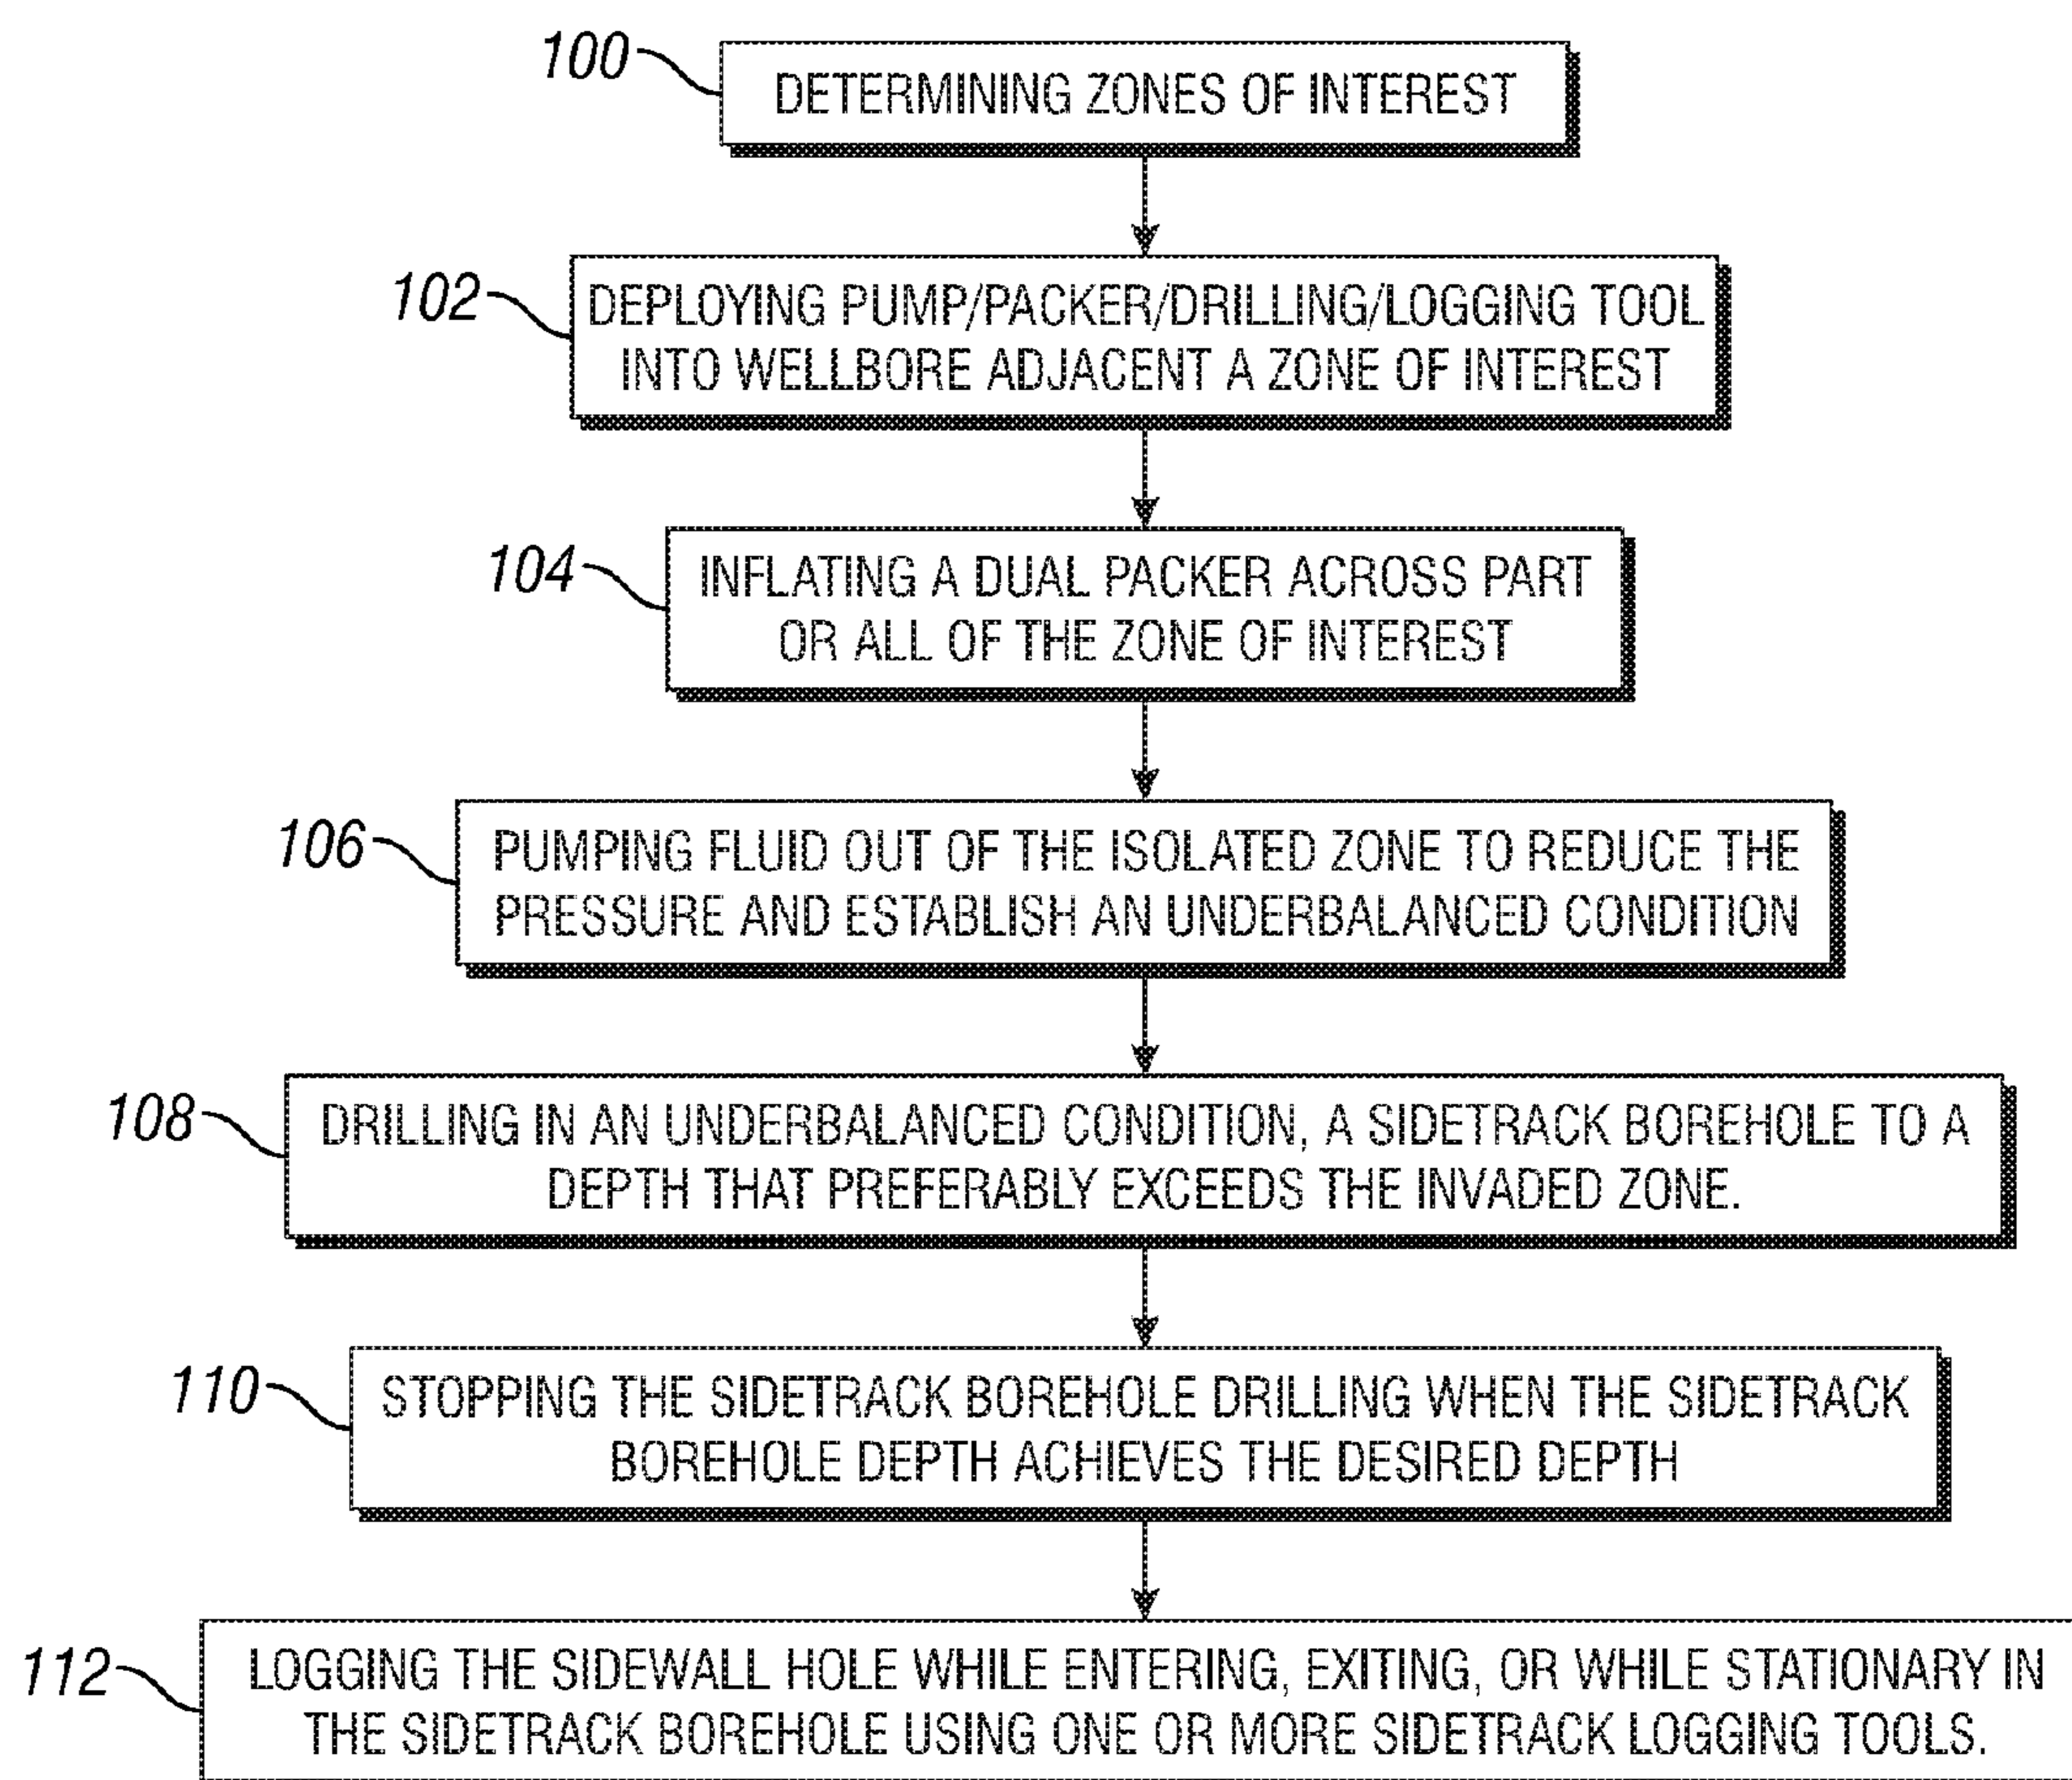 100
DETERMINING ZONES OF INTEREST
102
DEPLOYING PUMP/PACKER/DRILLING/LOGGING TOOL
INTO WELLBORE ADJACENT A ZONE OF INTEREST
104
INFLATING A DUAL PACKER ACROSS PART
OR ALL OF THE ZONE OF INTEREST
106
PUMPING FLUID OUT OF THE ISOLATED ZONE TO REDUCE THE
PRESSURE AND ESTABLISH AN UNDERBALANCED CONDITION
108
DRILLING IN AN UNDERBALANCED CONDITION, A SIDETRACK BOREHOLE TO A
DEPTH THAT PREFERABLY EXCEEDS THE INVADED ZONE.
110
STOPPING THE SIDETRACK BOREHOLE DRILLING WHEN THE SIDETRACK
BOREHOLE DEPTH ACHIEVES THE DESIRED DEPTH
112
LOGGING THE SIDEWALL HOLE WHILE ENTERING, EXITING, OR WHILE STATIONARY IN
THE SIDETRACK BOREHOLE USING ONE OR MORE SIDETRACK LOGGING TOOLS.